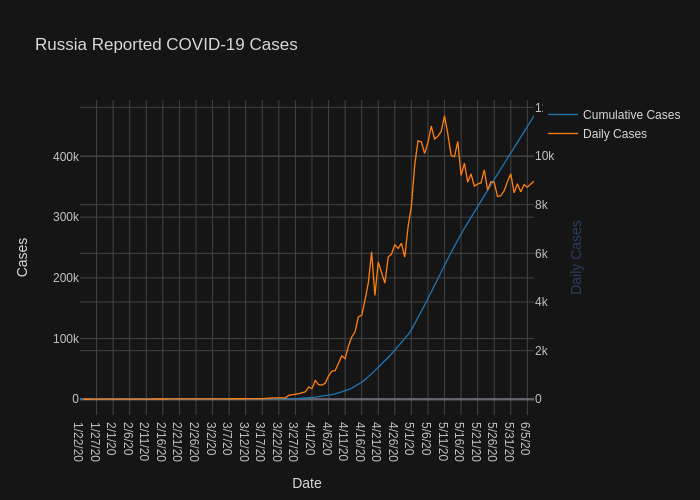 Russia Reported COVID-19 Cases
Cumulative Cases
Daily Cases
400k
300k
200k
100k
0
10k
8k
6k
4k
2k
0
Cases
Daily Cases
1/22/20
1/27/20
2/1/20
2/6/20
2/11/20
2/16/20
2/21/20
2/26/20
3/2/20
3/7/20
3/12/20
3/17/20
3/22/20
3/27/20
4/1/20
4/6/20
4/11/20
4/16/20
4/21/20
4/26/20
5/1/20
5/6/20
5/11/20
5/16/20
5/21/20
5/26/20
5/31/20
6/5/20
Date